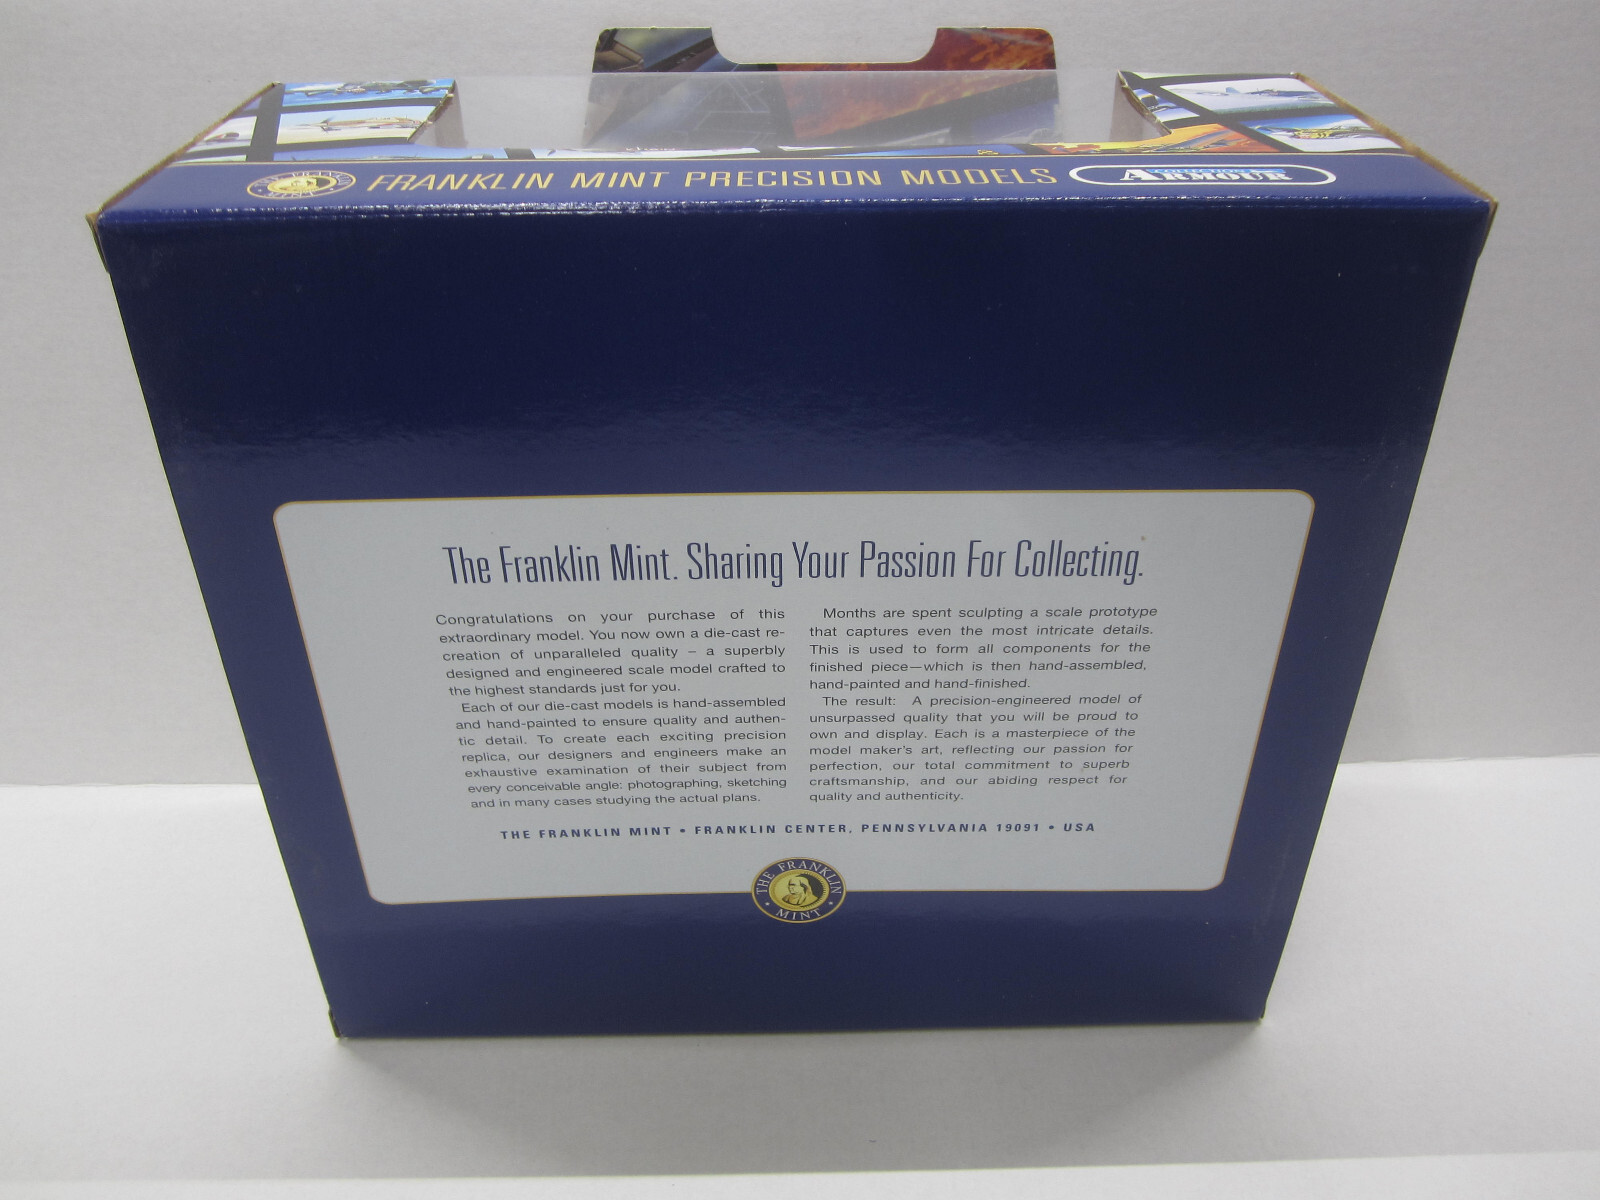 THE FRANKLIN MINT
FRANKLIN MINT PRECISION MODELS
COLLECTION
ARMOUR
The Franklin Mint. Sharing Your Passion For Collecting.
Congratulations on your purchase of this
extraordinary model. You now own a die-cast re-
creation of unparalleled quality – a superbly
designed and engineered scale model crafted to
the highest standards just for you.
Each of our die-cast models is hand-assembled
and hand-painted to ensure quality and authen-
tic detail. To create each exciting precision
replica, our designers and engineers make an
exhaustive examination of their subject from
every conceivable angle: photographing, sketching
and in many cases studying the actual plans.
Months are spent sculpting a scale prototype
that captures even the most intricate details.
This is used to form all components for the
finished piece—which is then hand-assembled,
hand-painted and hand-finished.
The result: A precision-engineered model of
unsurpassed quality that you will be proud to
own and display. Each is a masterpiece of the
model maker's art, reflecting our passion for
perfection, our total commitment to superb
craftsmanship, and our abiding respect for
quality and authenticity.
THE FRANKLIN MINT • FRANKLIN CENTER, PENNSYLVANIA 19091 • USA
THE FRANKLIN
MINT